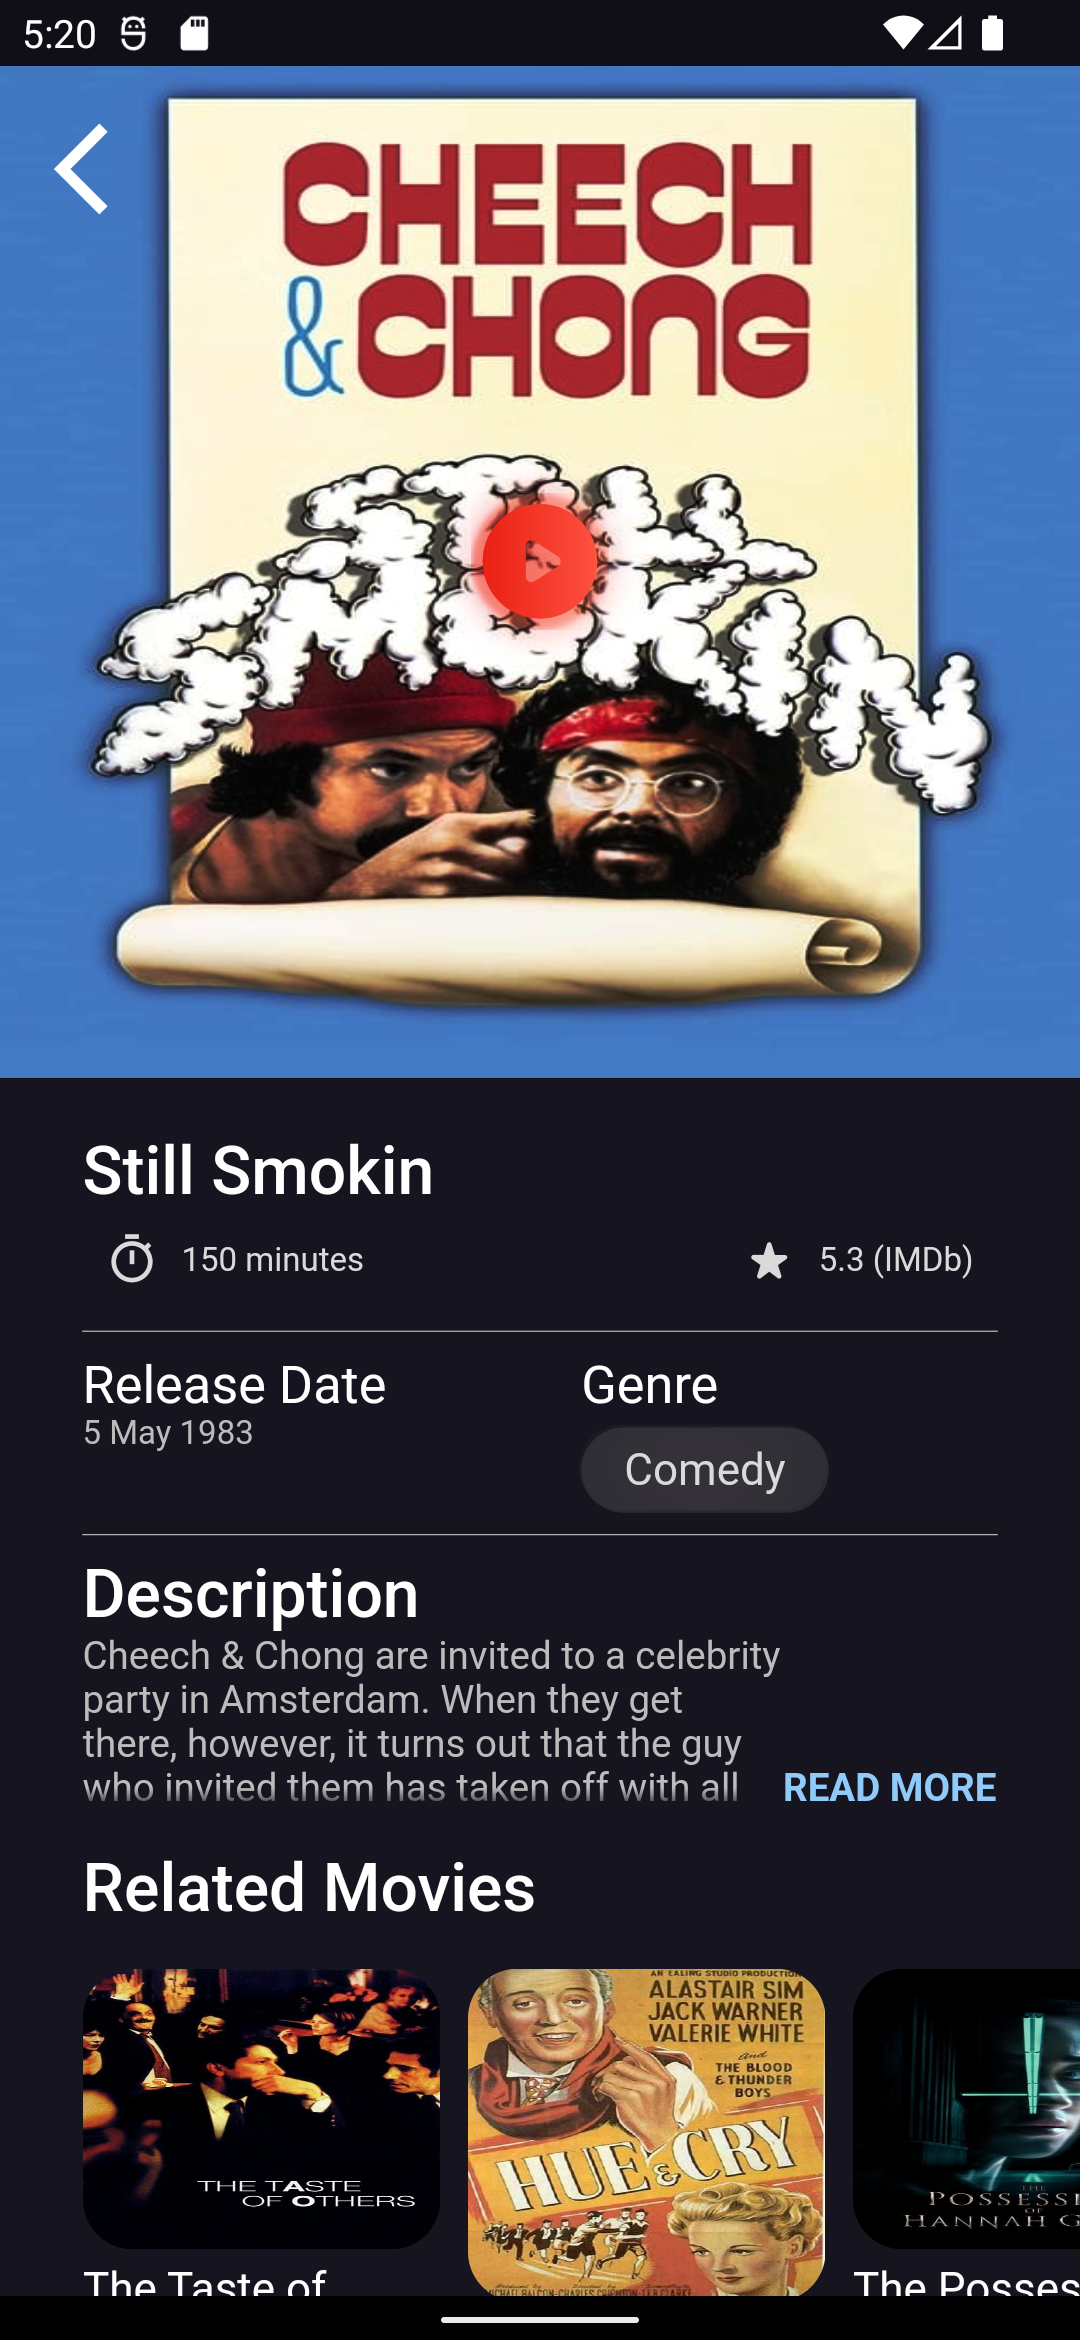 5:20
CHEECH
& CHONG
STILL
SMOKIN
Still Smokin
150 minutes
5.3 (IMDb)
Release Date
Genre
5 May 1983
Comedy
Description
Cheech & Chong are invited to a celebrity
party in Amsterdam. When they get
there, however, it turns out that the guy
who invited them has taken off with all
READ MORE
Related Movies
THE TASTE
OF OTHERS
AN EALING STUDIO PRODUCTION
ALASTAIR SIM
JACK WARNER
VALERIE WHITE
And
THE BLOOD
& THUNDER
BOYS
HUE & CRY
THE
POSSESSI
OF
HANNAH G
The Taste of
The Posses